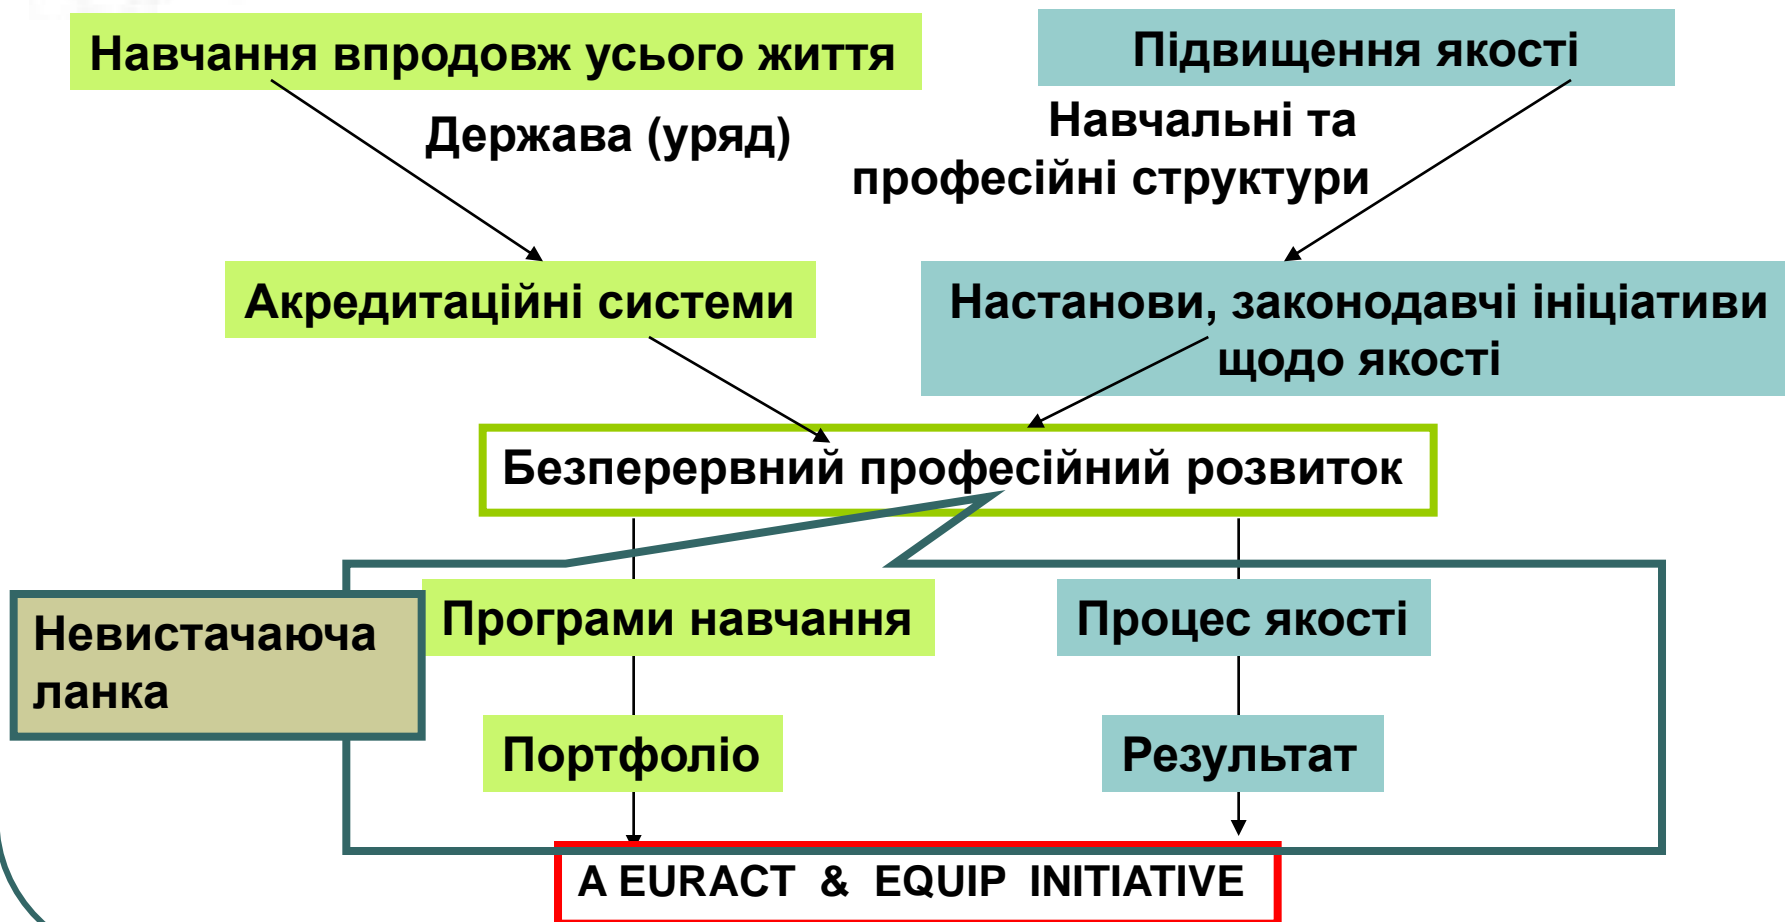 Навчання впродовж усього життя
Підвищення якості
Держава (уряд)
Навчальні та
професійні структури
Акредитаційні системи
Настанови, законодавчі ініціативи
щодо якості
Безперервний професійний розвиток
Невистачаюча
ланка
Програми навчання
Процес якості
Портфоліо
Результат
A EURACT & EQUIP INITIATIVE